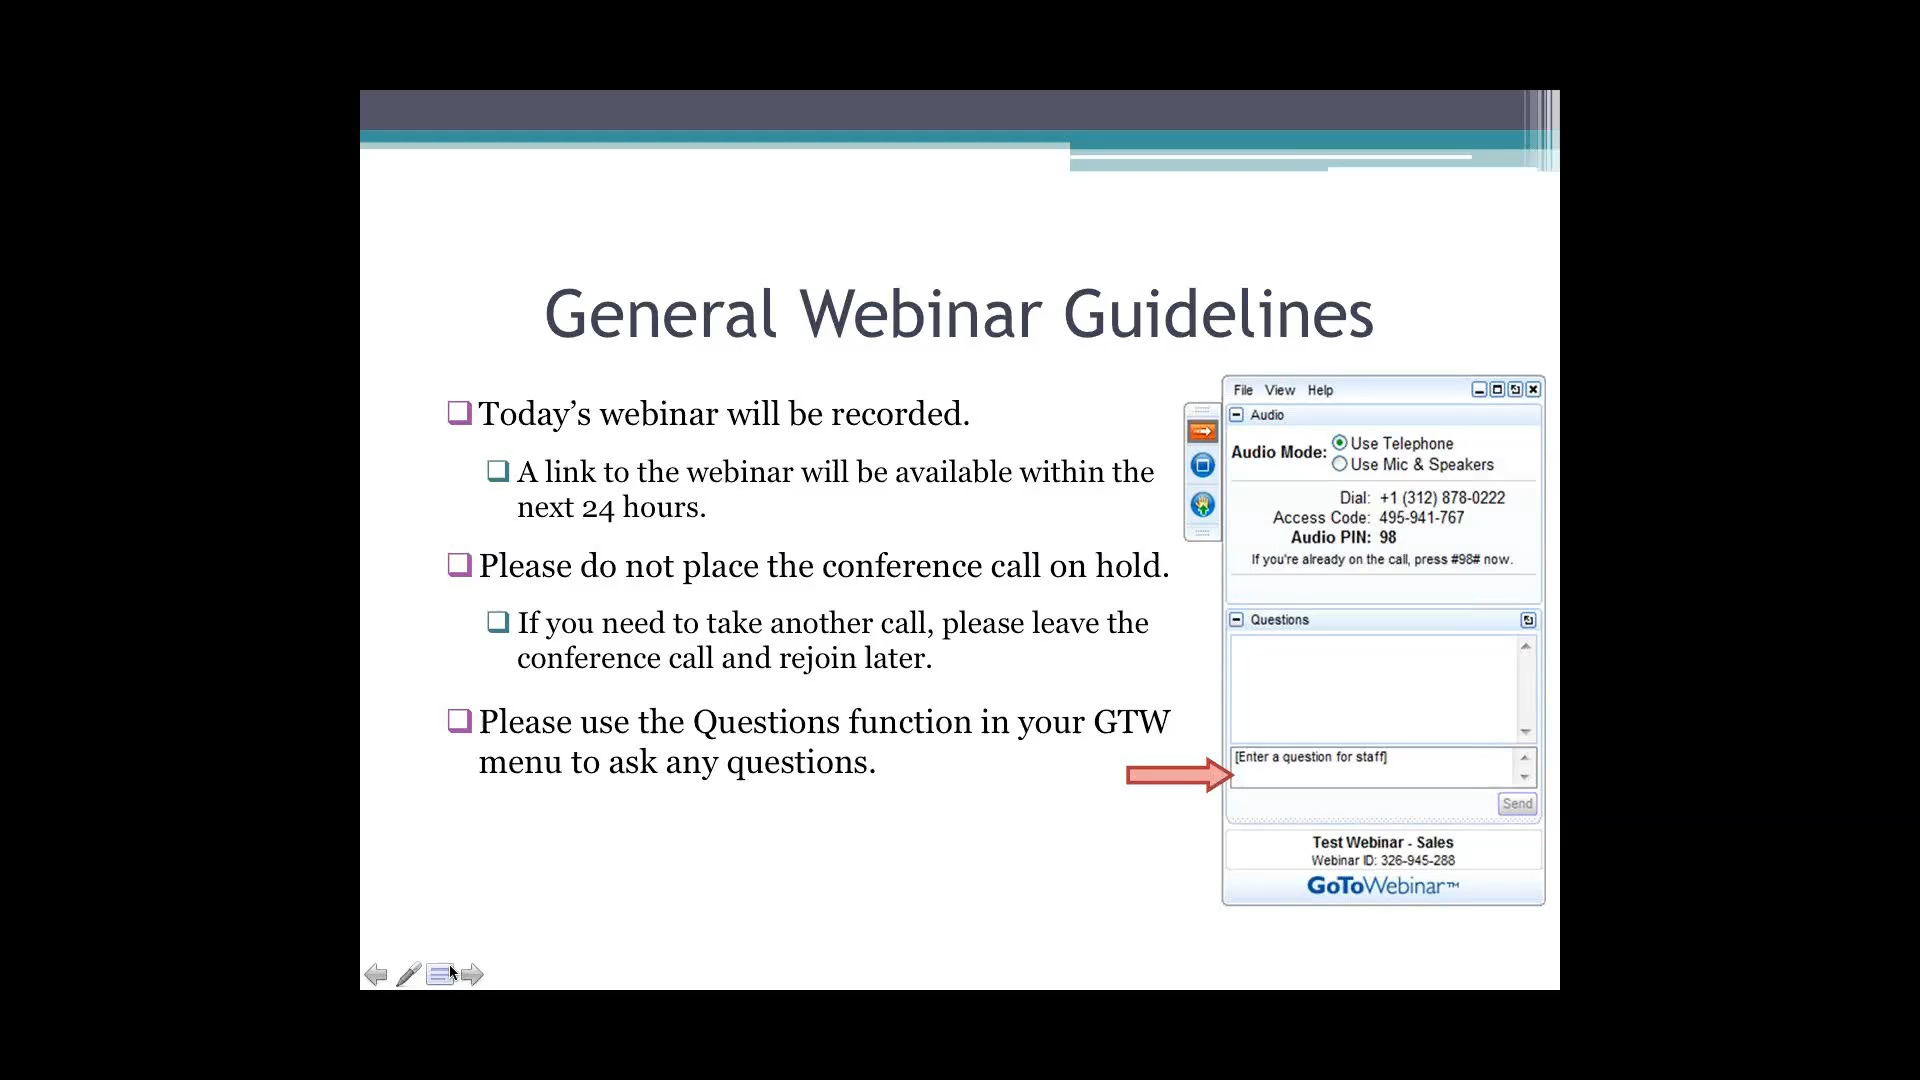 General Webinar Guidelines
Today's webinar will be recorded.
A link to the webinar will be available within the
next 24 hours.
Please do not place the conference call on hold.
If you need to take another call, please leave the
conference call and rejoin later.
Please use the Questions function in your GTW
menu to ask any questions.
File View Help
Audio
Audio Mode: Use Telephone
Use Mic & Speakers
Dial: +1 (312) 878-0222
Access Code: 495-941-767
Audio PIN: 98
If you're already on the call, press #98# now.
Questions
[Enter a question for staff]
Send
Test Webinar - Sales
Webinar ID: 326-945-288
GoToWebinar™